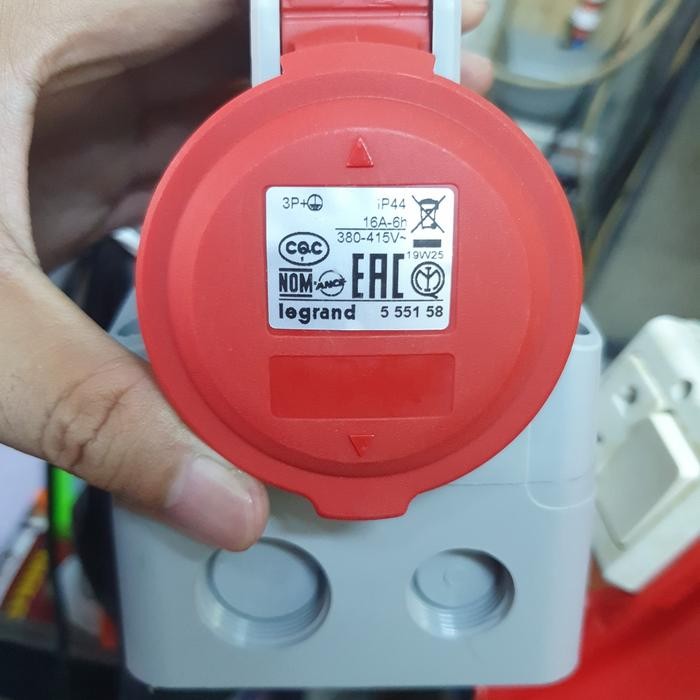 3P+⏚ IP44
16A-6h
380-415V~
CQC
19W25
NOM-ANCE EAC
legrand 5 551 58